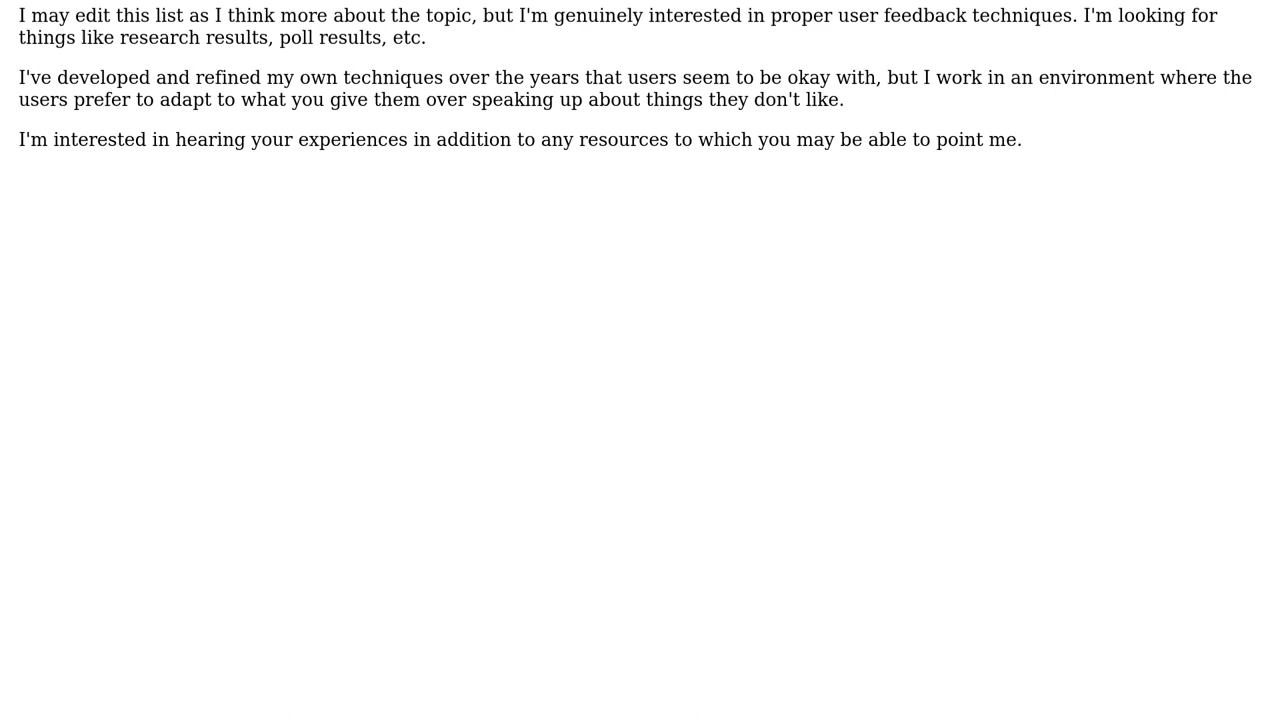 I may edit this list as I think more about the topic, but I'm genuinely interested in proper user feedback techniques. I'm looking for
things like research results, poll results, etc.
I've developed and refined my own techniques over the years that users seem to be okay with, but I work in an environment where the
users prefer to adapt to what you give them over speaking up about things they don't like.
I'm interested in hearing your experiences in addition to any resources to which you may be able to point me.